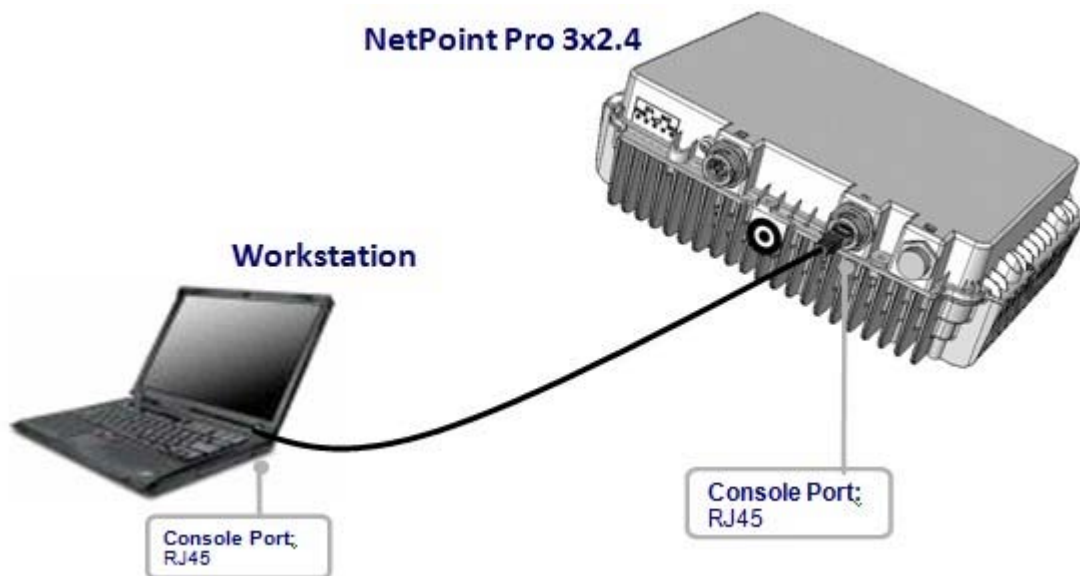 NetPoint Pro 3x2.4
Workstation
Console Port:
RJ45
Console Port:
RJ45